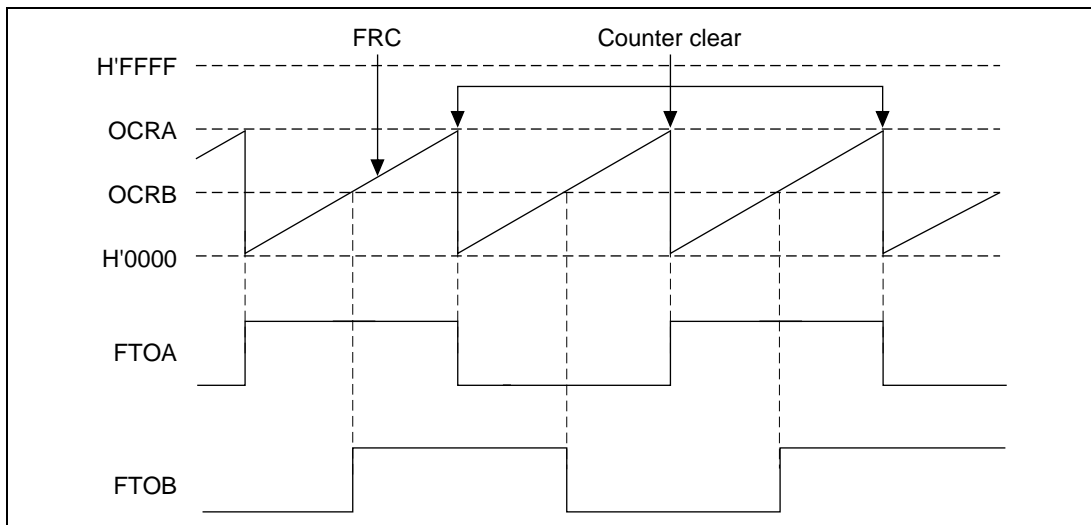 FRC
Counter clear
H'FFFF
OCRA
OCRB
H'0000
FTOA
FTOB